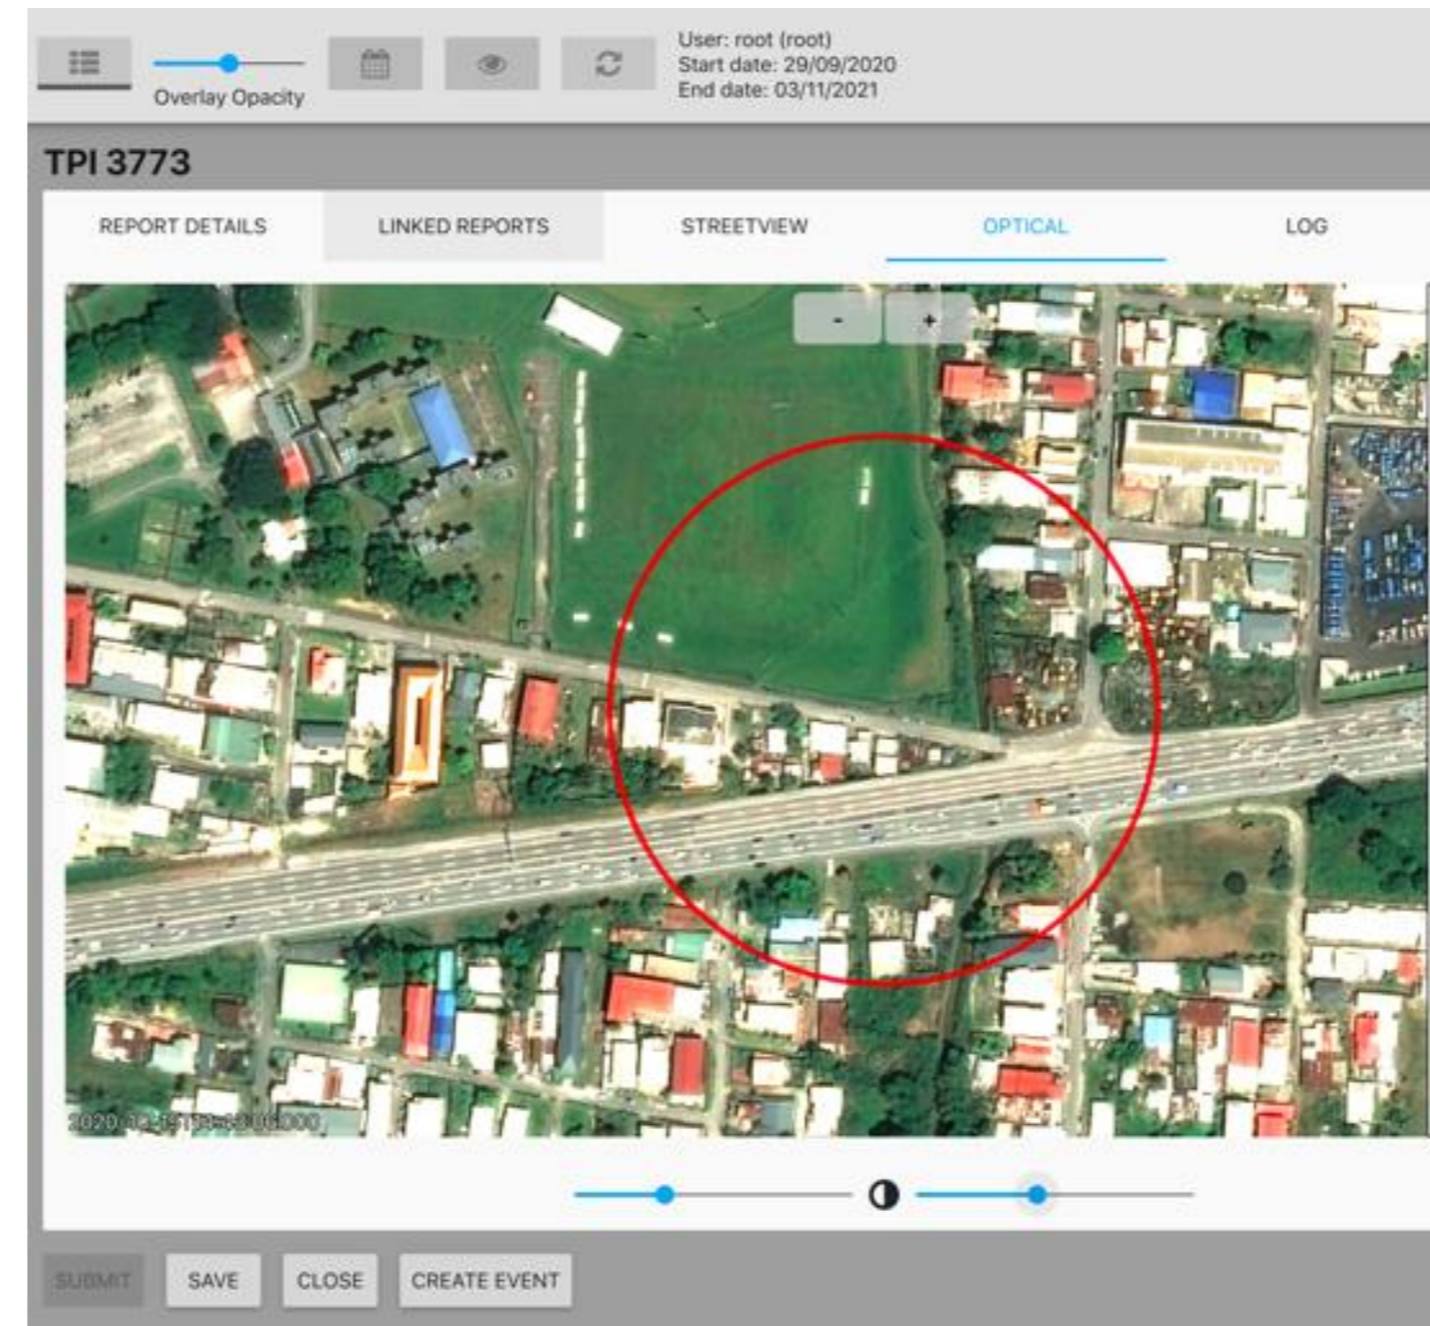 User: root (root)
Start date: 29/09/2020
End date: 03/11/2021
Overlay Opacity
TPI 3773
REPORT DETAILS
LINKED REPORTS
STREETVIEW
OPTICAL
LOG
-
+
SUBMIT
SAVE
CLOSE
CREATE EVENT